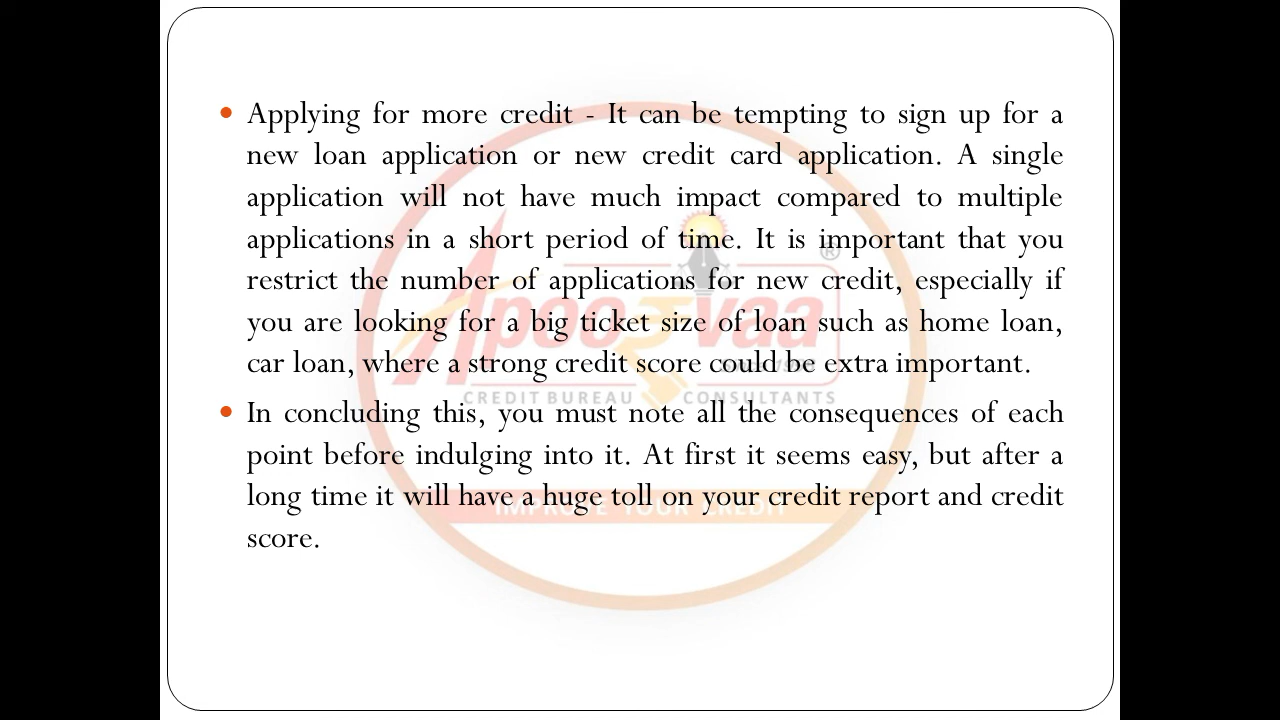 Applying for more credit - It can be tempting to sign up for a
new loan application or new credit card application. A single
application will not have much impact compared to multiple
applications in a short period of time. It is important that you
restrict the number of applications for new credit, especially if
you are looking for a big ticket size of loan such as home loan,
car loan, where a strong credit score could be extra important.
In concluding this, you must note all the consequences of each
point before indulging into it. At first it seems easy, but after a
long time it will have a huge toll on your credit report and credit
score.
Apoorvaa
®
CREDIT BUREAU CONSULTANTS
IMPROVE YOUR CREDIT